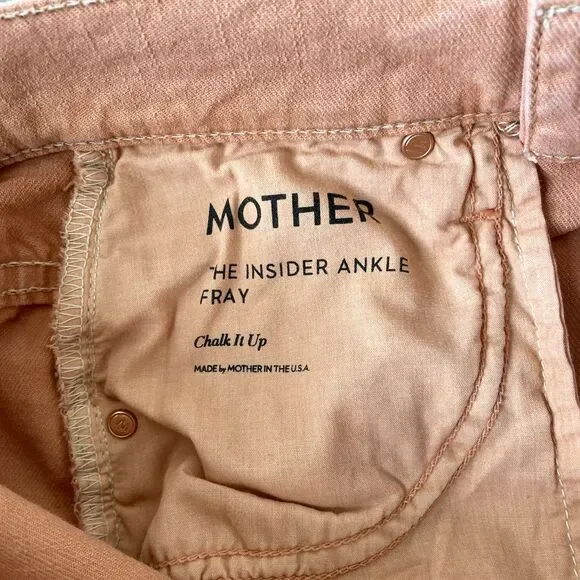 MOTHER
THE INSIDER ANKLE
FRAY
Chalk It Up
MADE by MOTHER IN THE U.S.A